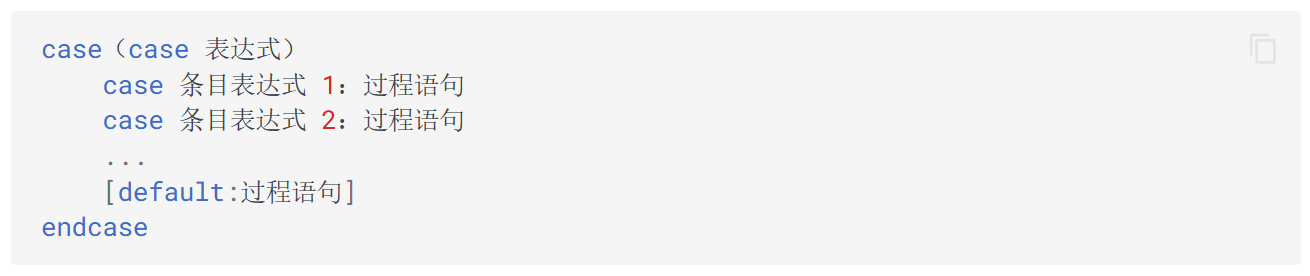 case（case 表达式）
case 条目表达式 1：过程语句
case 条目表达式 2：过程语句
...
[default:过程语句]
endcase